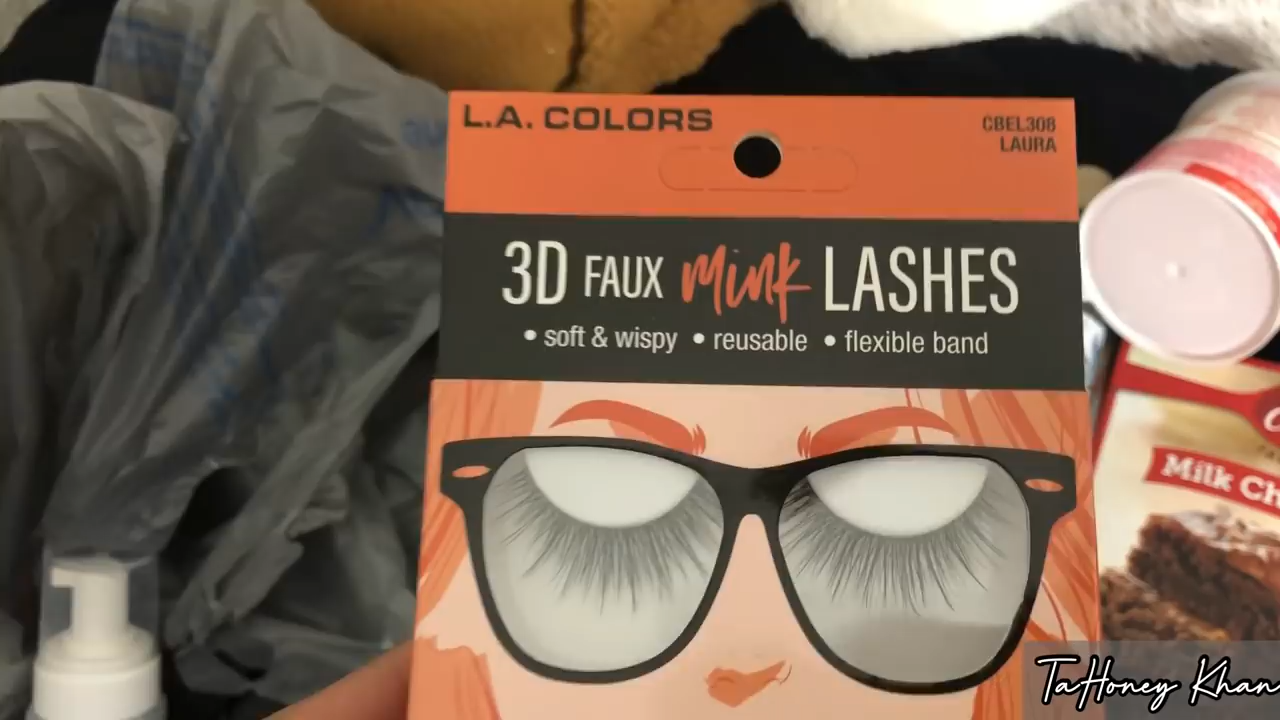 L.A. COLORS
CBEL308
LAURA
3D FAUX mink LASHES
• soft & wispy • reusable • flexible band
Milk Ch
TaHoney Khan